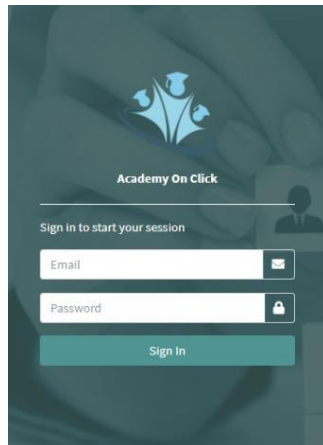 Academy On Click
Sign in to start your session
Email
Password
Sign In